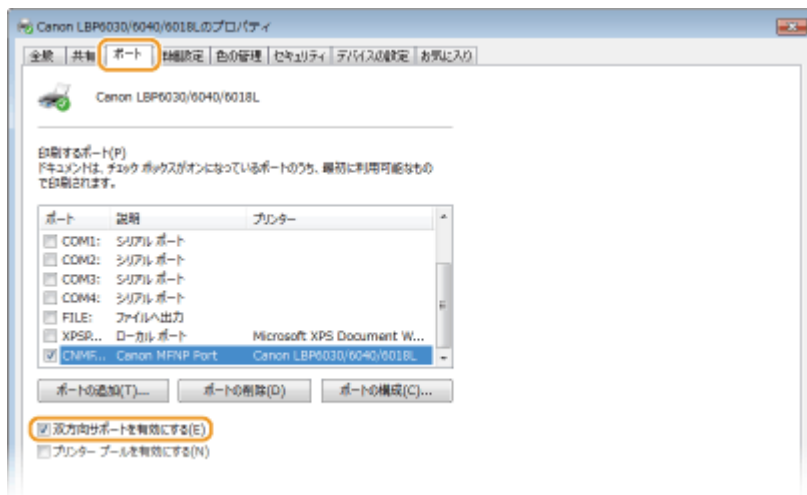 Canon LBP6030/6040/6018Lのプロパティ
全般 共有 ポート 詳細設定 色の管理 セキュリティ デバイスの設定 お気に入り
Canon LBP6030/6040/6018L
印刷するポート(P)
ドキュメントは、チェック ボックスがオンになっているポートのうち、最初に利用可能なもの
で印刷されます。
ポート 説明 プリンター
COM1: シリアル ポート
COM2: シリアル ポート
COM3: シリアル ポート
COM4: シリアル ポート
FILE: ファイルへ出力
XPSP... ローカル ポート Microsoft XPS Document W...
CNMF... Canon MFNP Port Canon LBP6030/6040/6018L
ポートの追加(T)... ポートの削除(D) ポートの構成(C)...
双方向サポートを有効にする(E)
プリンター プールを有効にする(N)